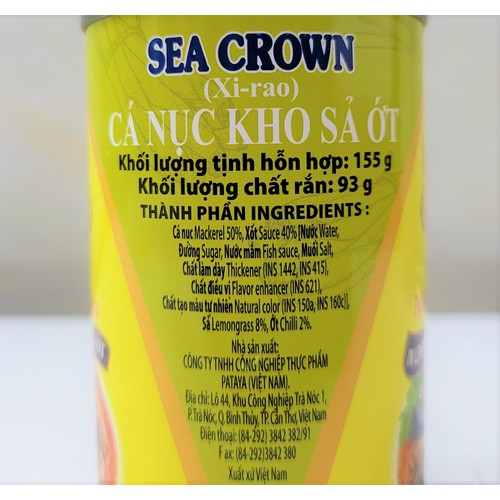 SEA CROWN
(Xi-rao)
CÁ NỤC KHO SẢ ỚT
Khối lượng tịnh hỗn hợp: 155 g
Khối lượng chất rắn: 93 g
THÀNH PHẦN INGREDIENTS :
Cá nục Mackerel 50%, Xốt Sauce 40% [Nước Water,
Đường Sugar, Nước mắm Fish sauce, Muối Salt,
Chất làm dày Thickener (INS 1442, INS 415),
Chất điều vị Flavor enhancer (INS 621),
Chất tạo màu tự nhiên Natural color (INS 150a, INS 160c)],
Sả Lemongrass 8%, Ớt Chilli 2%.
Nhà sản xuất:
CÔNG TY TNHH CÔNG NGHIỆP THỰC PHẨM
PATAYA (VIỆT NAM).
Địa chỉ: Lô 44, Khu Công Nghiệp Trà Nóc 1,
P. Trà Nóc, Q. Bình Thủy, TP. Cần Thơ, Việt Nam
Điện thoại: (84-292) 3842 382/91
Fax: (84-292)3842 380
Xuất xứ Việt Nam